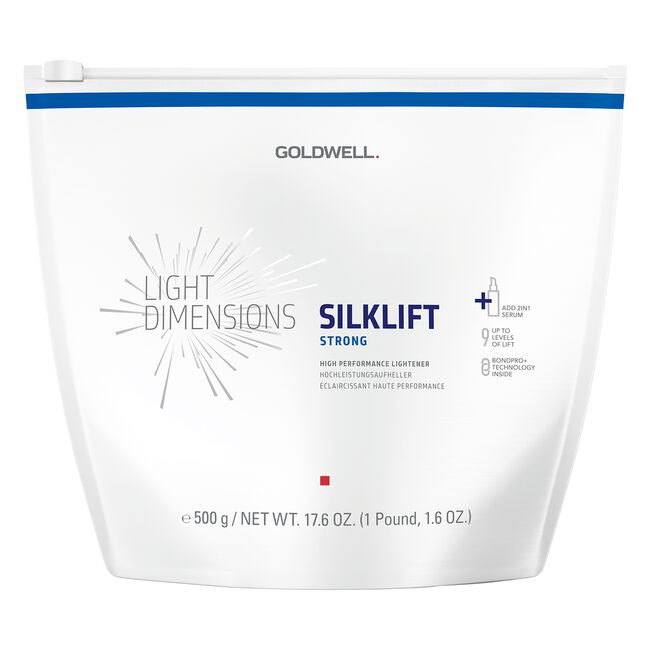 GOLDWELL.
LIGHT
DIMENSIONS
SILKLIFT
STRONG
HIGH PERFORMANCE LIGHTENER
HOCHLEISTUNGSAUFHELLER
ÉCLAIRCISSANT HAUTE PERFORMANCE
+ ADD 2IN1
SERUM
9 UP TO
LEVELS
OF LIFT
BONDPRO+
TECHNOLOGY
INSIDE
e 500 g / NET WT. 17.6 OZ. (1 Pound, 1.6 OZ.)